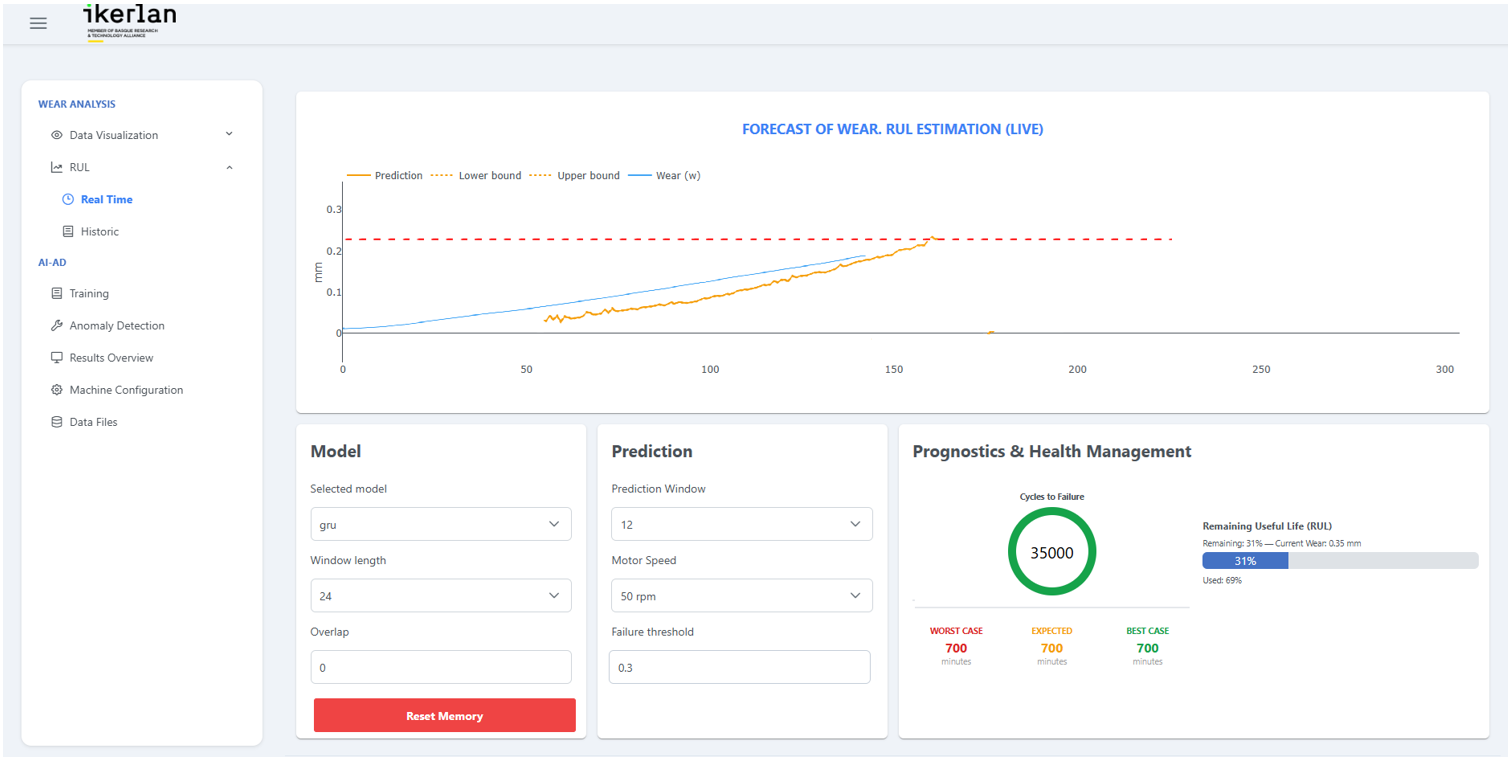 ikerlan
MEMBER OF BASQUE RESEARCH
& TECHNOLOGY ALLIANCE
WEAR ANALYSIS
Data Visualization
RUL
Real Time
Historic
AI-AD
Training
Anomaly Detection
Results Overview
Machine Configuration
Data Files
FORECAST OF WEAR. RUL ESTIMATION (LIVE)
Prediction Lower bound Upper bound Wear (w)
0.3
0.2
0.1
0
mm
0 50 100 150 200 250 300
Model
Selected model
gru
Window length
24
Overlap
0
Reset Memory
Prediction
Prediction Window
12
Motor Speed
50 rpm
Failure threshold
0.3
Prognostics & Health Management
Cycles to Failure
35000
WORST CASE EXPECTED BEST CASE
700 700 700
minutes minutes minutes
Remaining Useful Life (RUL)
Remaining: 31% — Current Wear: 0.35 mm
31%
Used: 69%